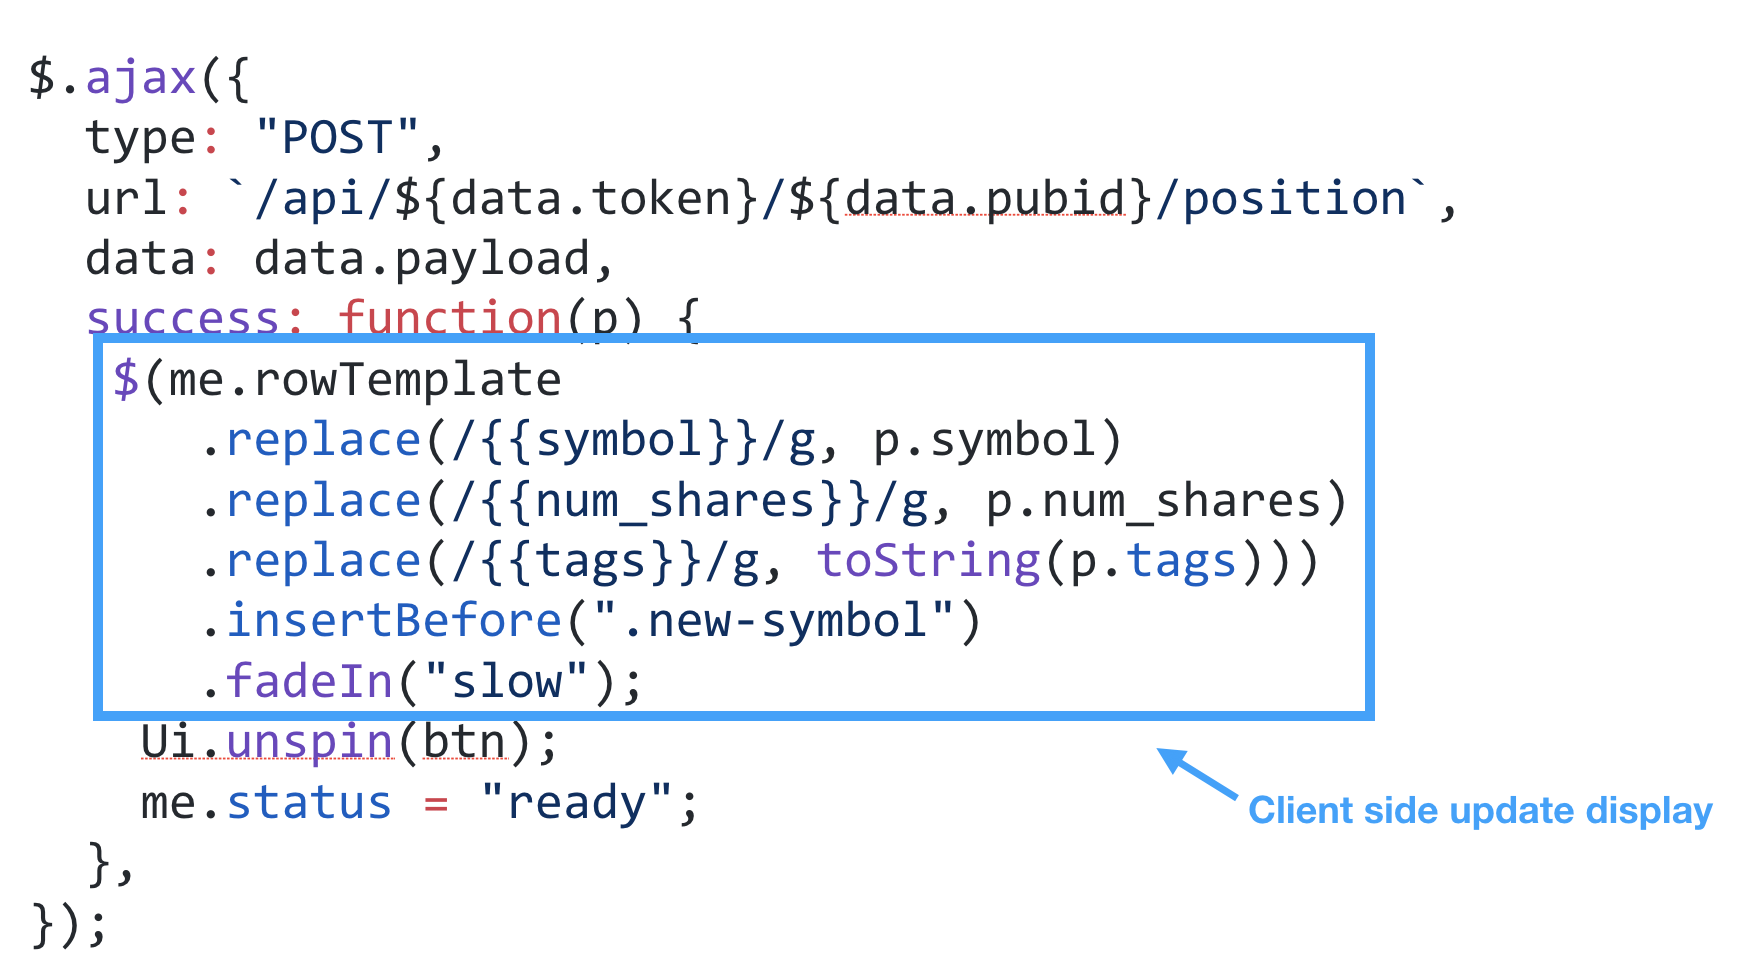 $.ajax({
type: "POST",
url: `/api/${data.token}/${data.pubid}/position`,
data: data.payload,
success: function(p) {
$(me.rowTemplate
.replace(/{{symbol}}/g, p.symbol)
.replace(/{{num_shares}}/g, p.num_shares)
.replace(/{{tags}}/g, toString(p.tags)))
.insertBefore(".new-symbol")
.fadeIn("slow");
Ui.unspin(btn);
me.status = "ready";
},
});
Client side update display